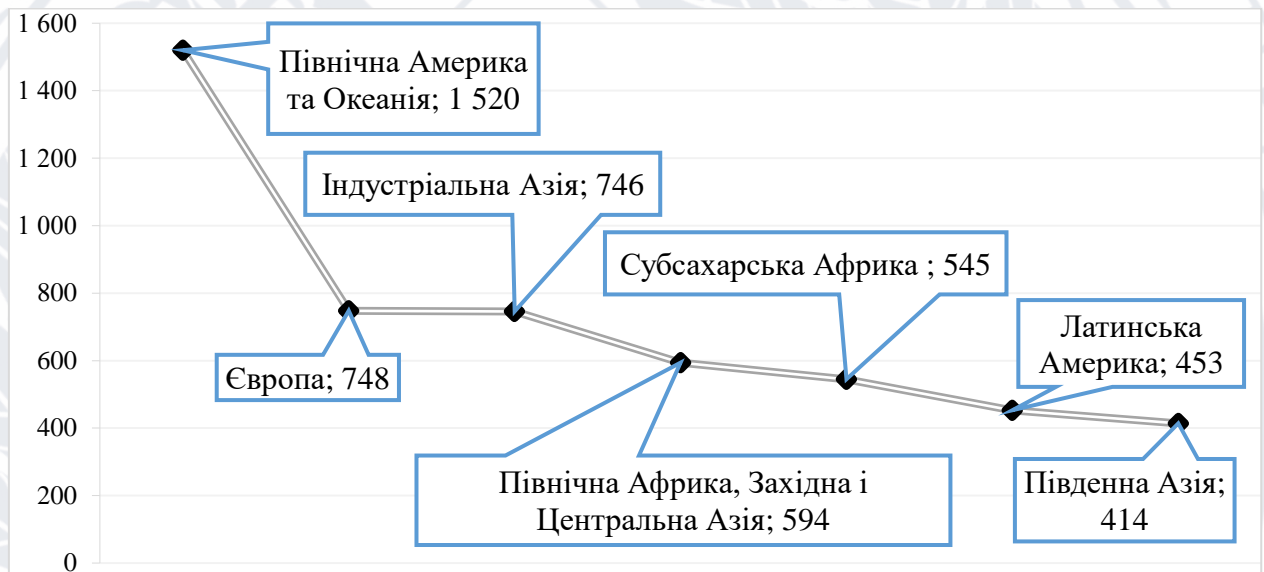 1 600
1 400
1 200
1 000
800
600
400
200
0
Північна Америка
та Океанія; 1 520
Індустріальна Азія; 746
Субсахарська Африка ; 545
Латинська
Америка; 453
Європа; 748
Північна Африка, Західна і
Центральна Азія; 594
Південна Азія;
414